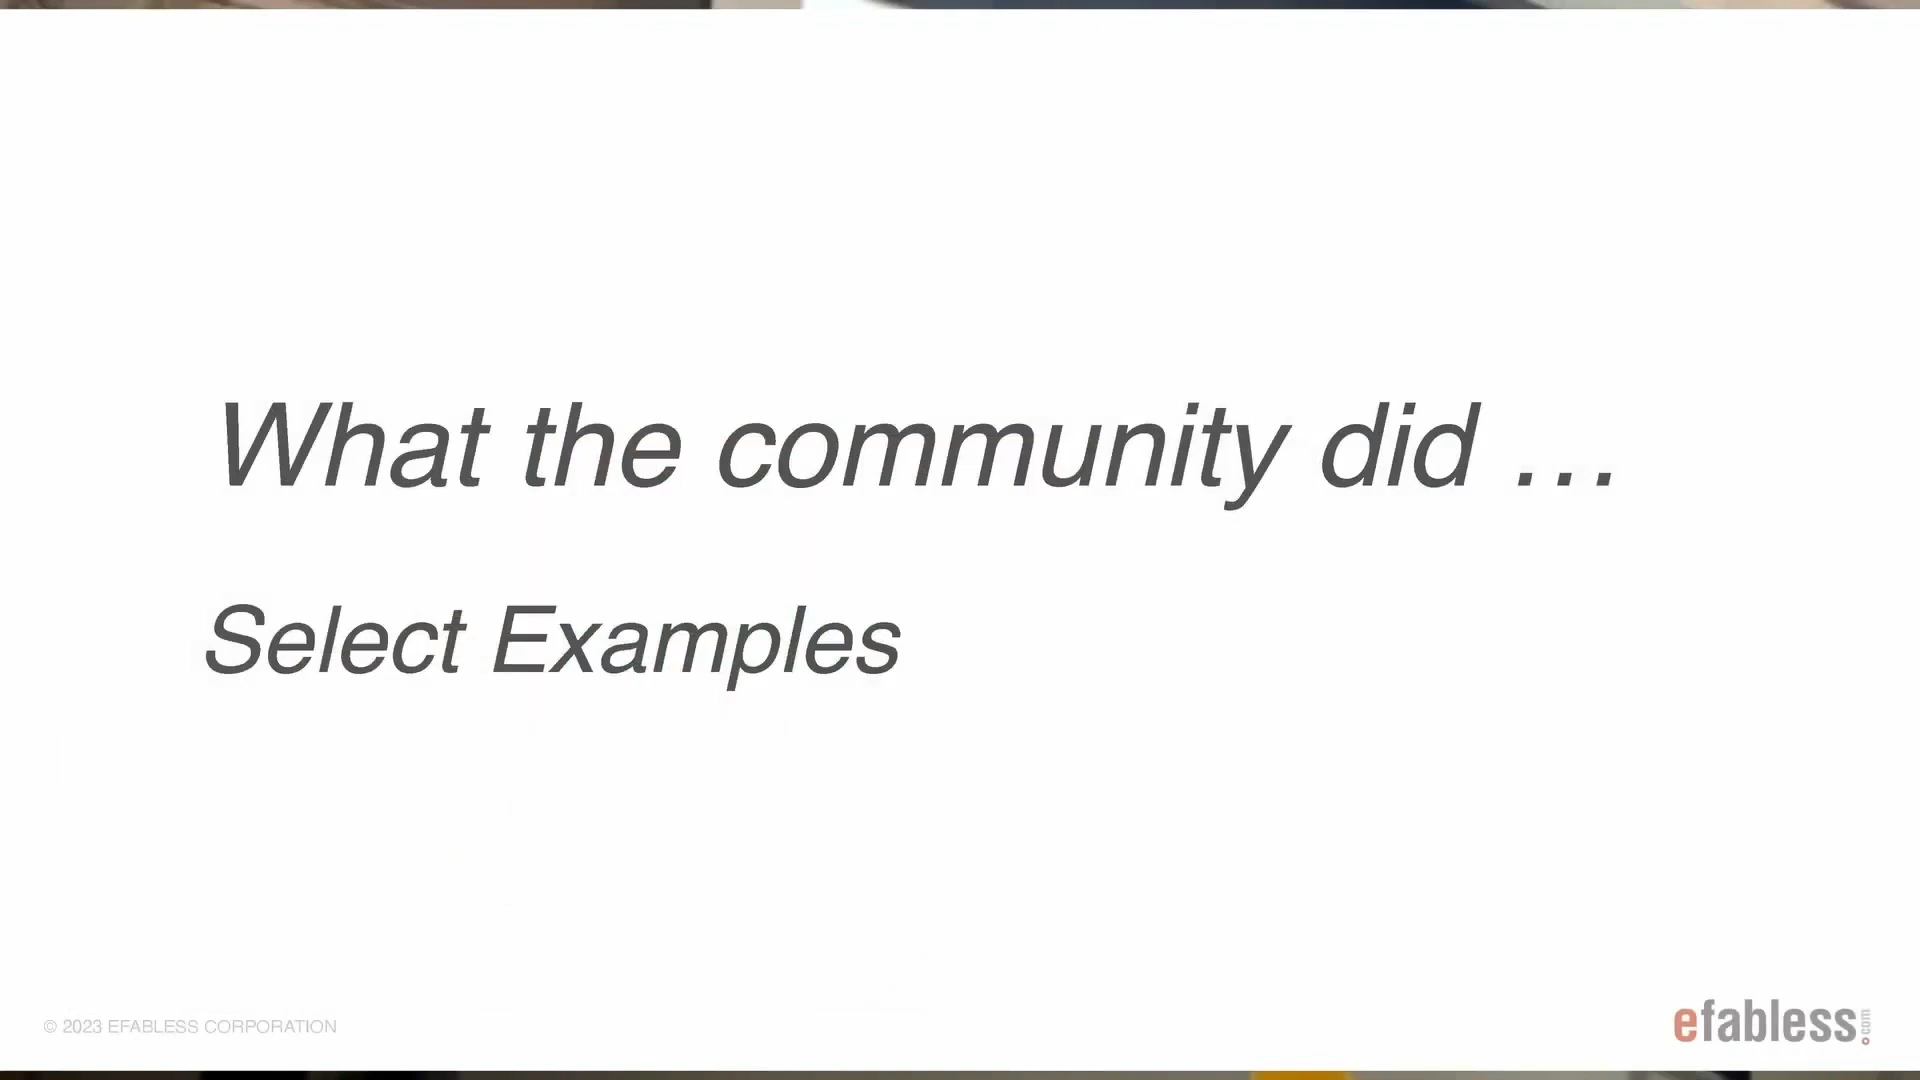 What the community did …
Select Examples
© 2023 EFABLESS CORPORATION
efabless.com